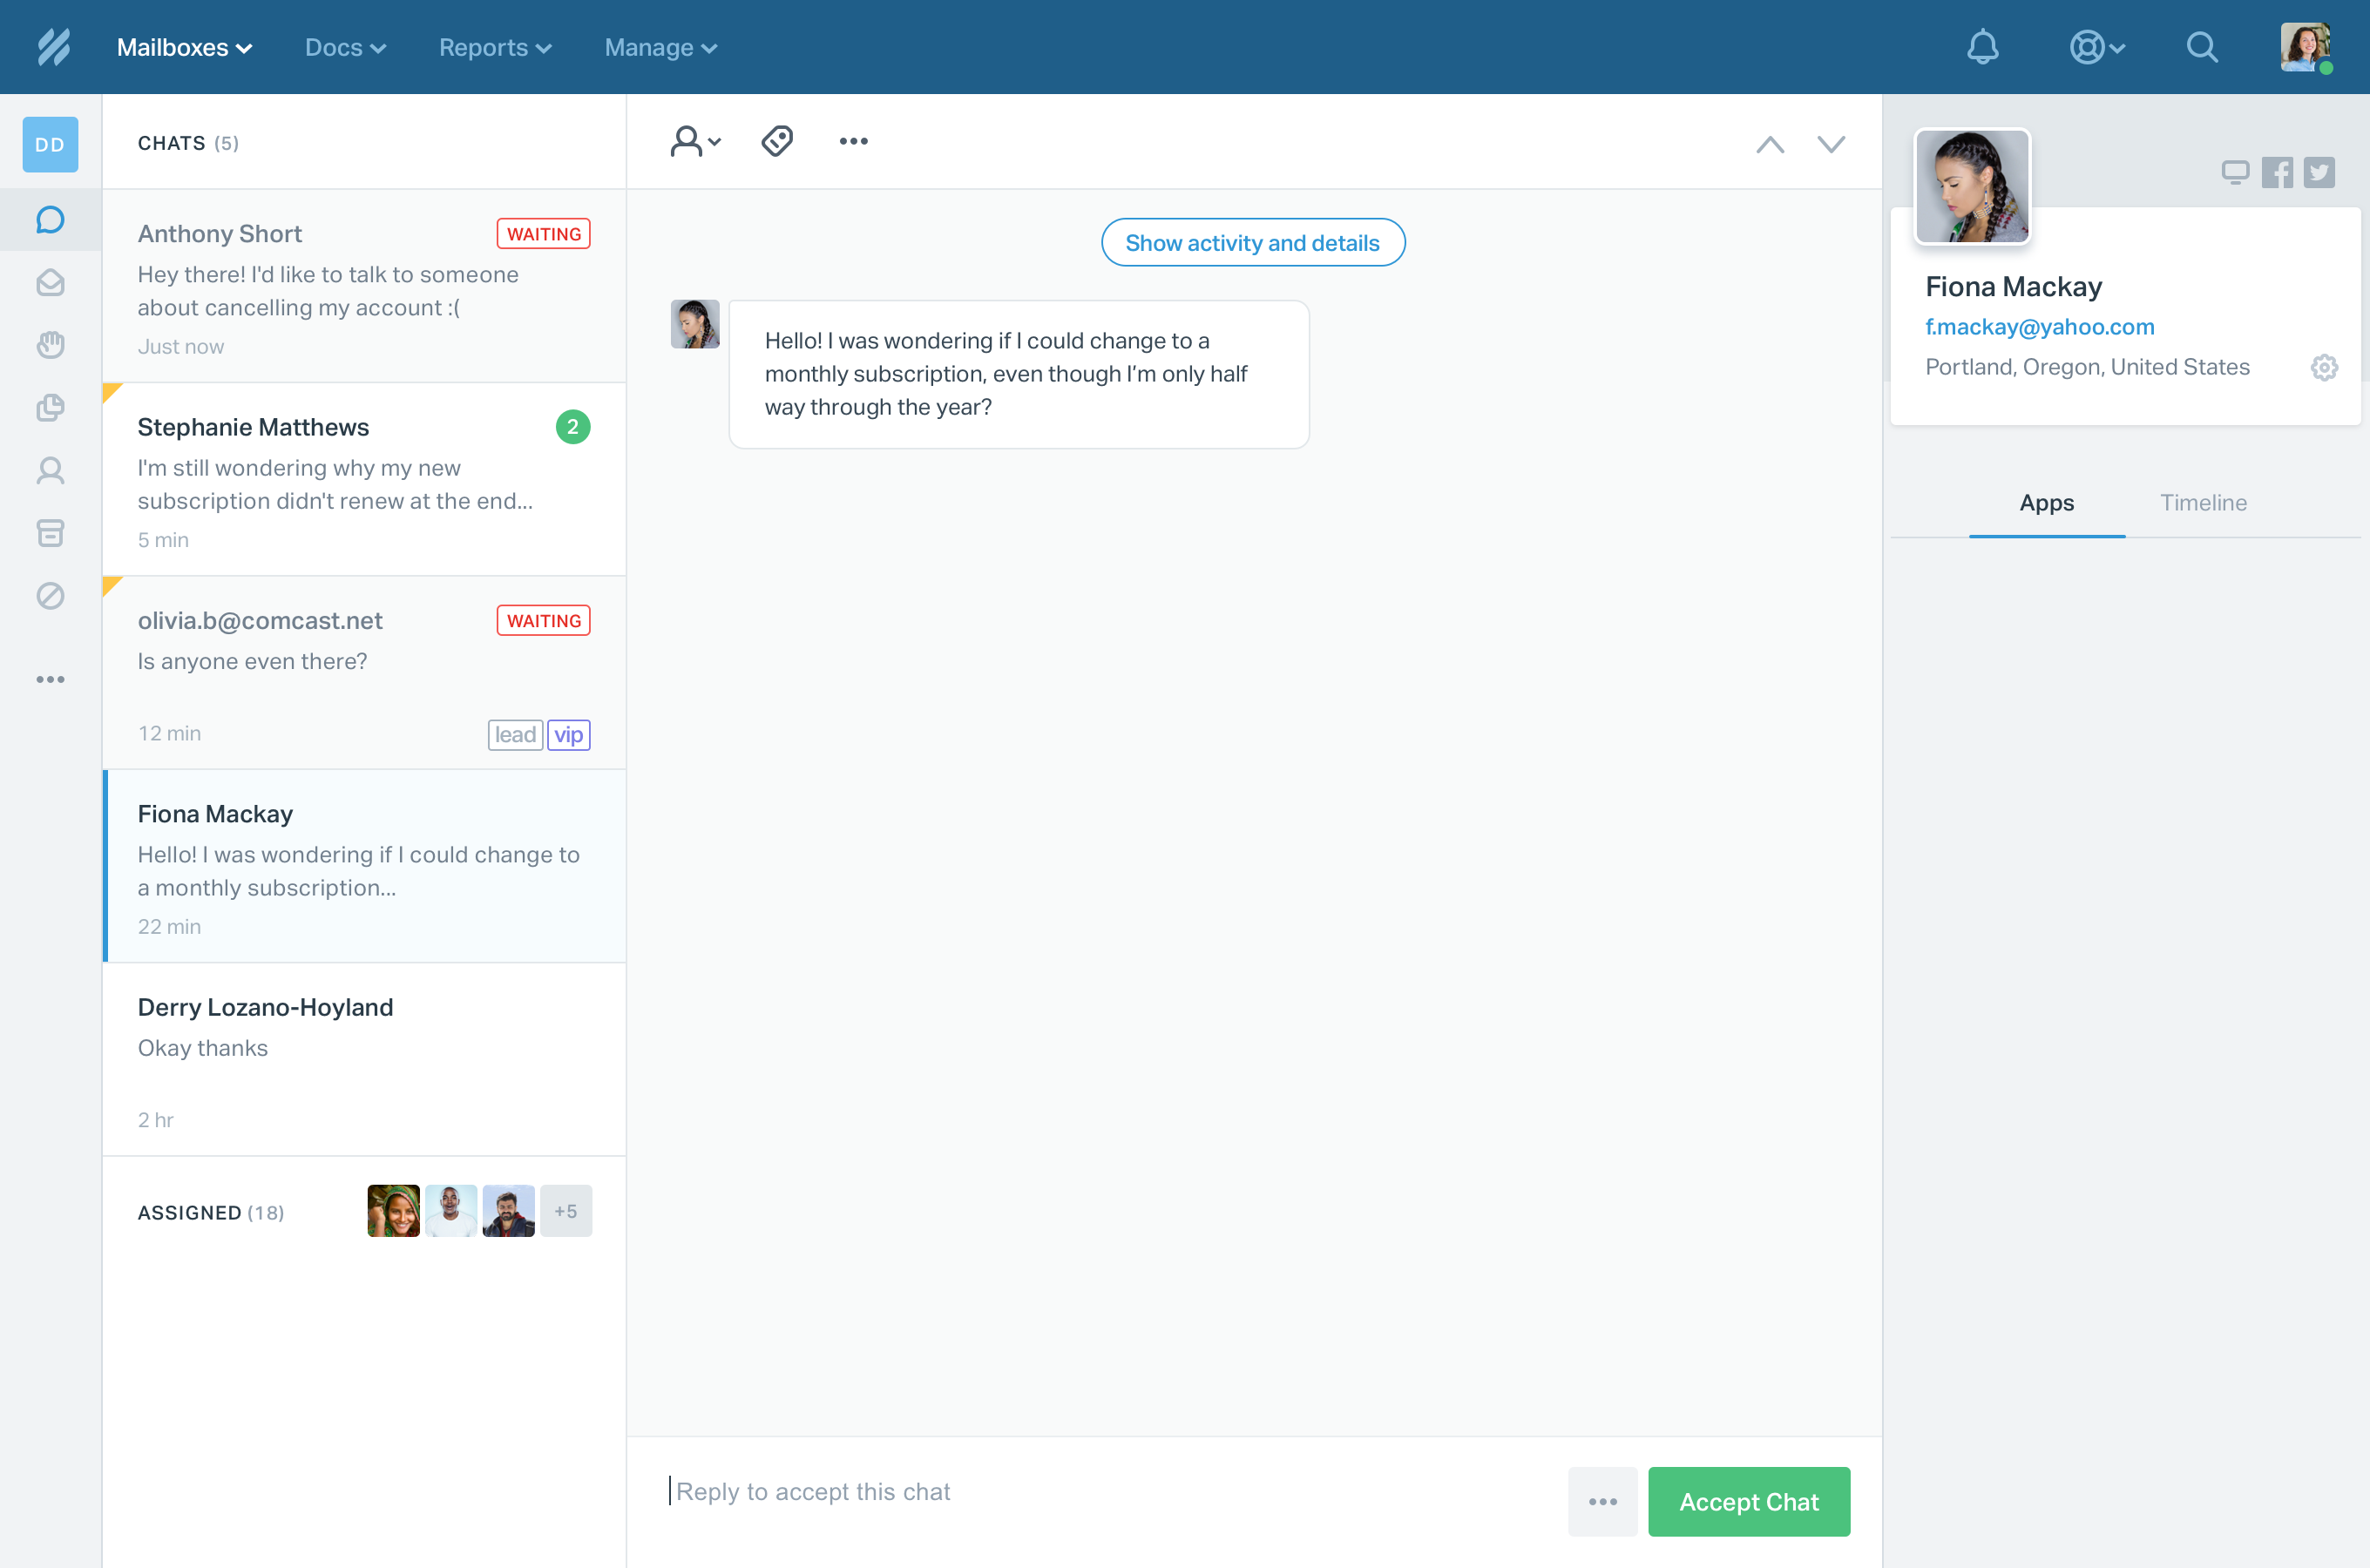 Mailboxes
Docs
Reports
Manage
DD
CHATS (5)
Anthony Short
WAITING
Hey there! I'd like to talk to someone
about cancelling my account :(
Just now
Stephanie Matthews
2
I'm still wondering why my new
subscription didn't renew at the end...
5 min
olivia.b@comcast.net
WAITING
Is anyone even there?
12 min
lead
vip
Fiona Mackay
Hello! I was wondering if I could change to
a monthly subscription...
22 min
Derry Lozano-Hoyland
Okay thanks
2 hr
ASSIGNED (18)
+5
Show activity and details
Hello! I was wondering if I could change to a
monthly subscription, even though I’m only half
way through the year?
Reply to accept this chat
Accept Chat
Fiona Mackay
f.mackay@yahoo.com
Portland, Oregon, United States
Apps
Timeline